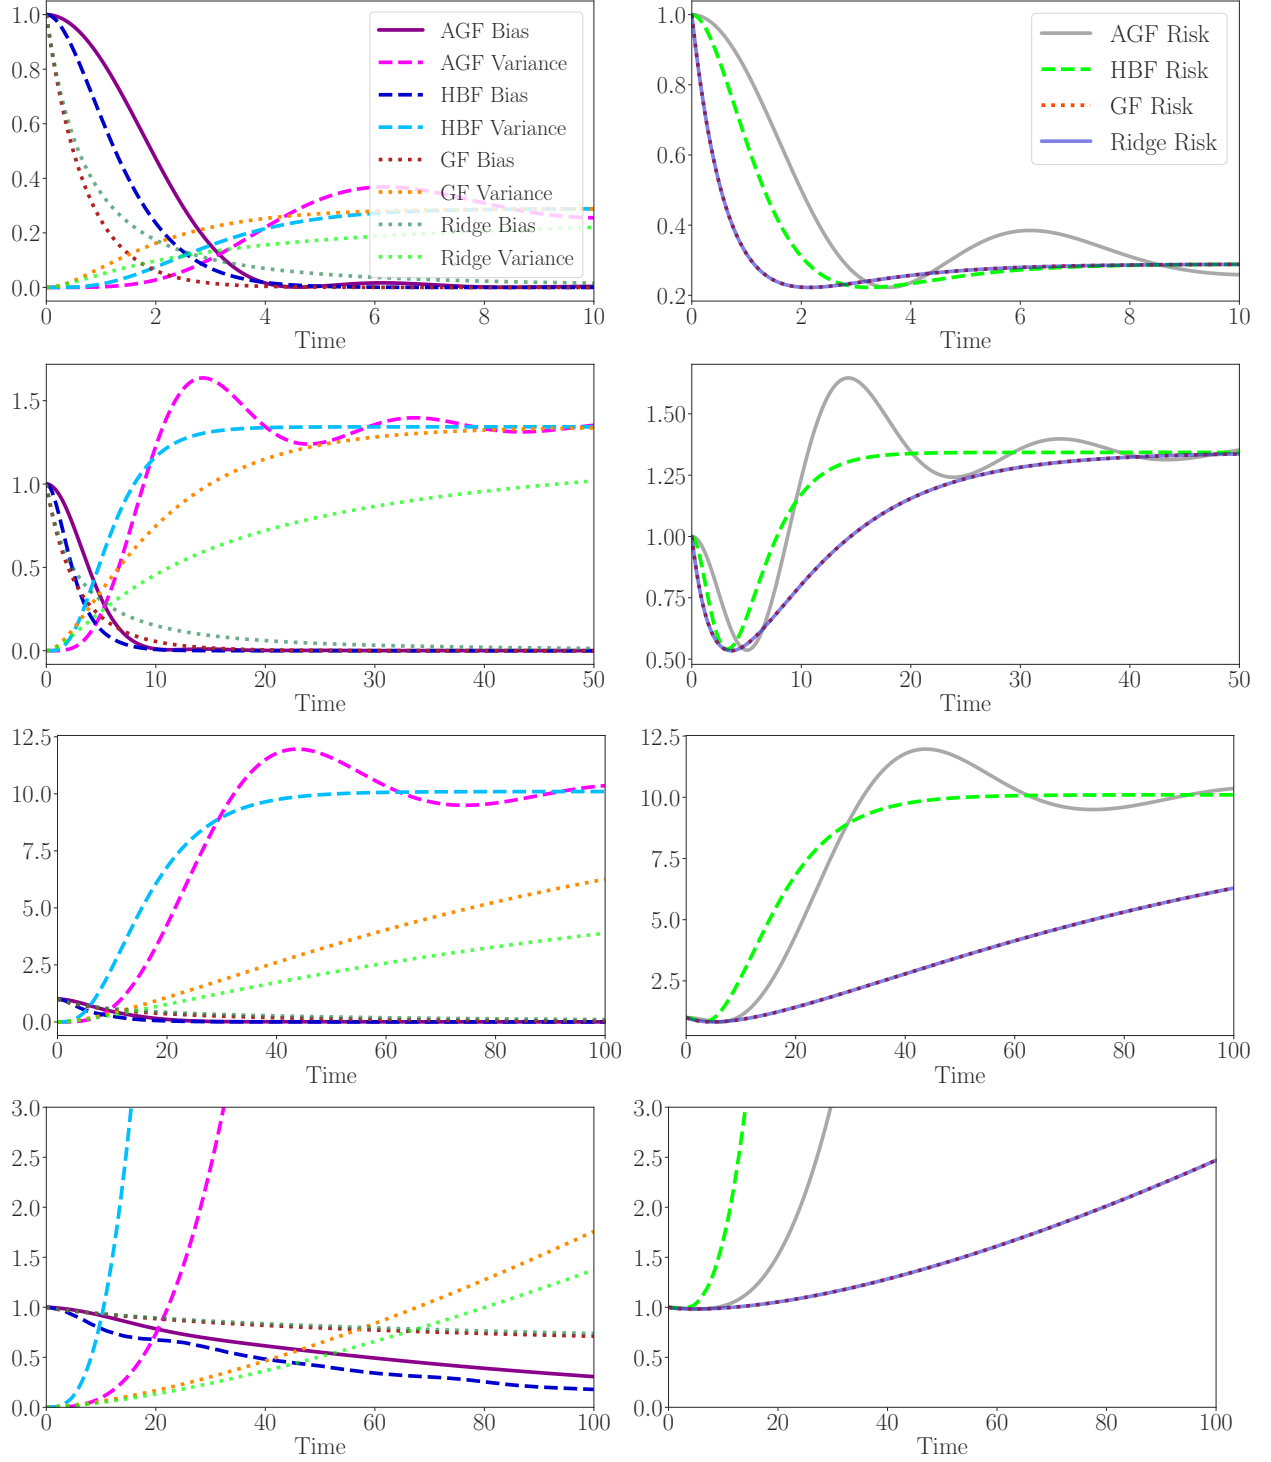 1.0
0.8
0.6
0.4
0.2
0.0
0 2 4 6 8 10
Time
AGF Bias
AGF Variance
HBF Bias
HBF Variance
GF Bias
GF Variance
Ridge Bias
Ridge Variance
1.0
0.8
0.6
0.4
0.2
0 2 4 6 8 10
Time
AGF Risk
HBF Risk
GF Risk
Ridge Risk
1.5
1.0
0.5
0.0
0 10 20 30 40 50
Time
1.50
1.25
1.00
0.75
0.50
0 10 20 30 40 50
Time
12.5
10.0
7.5
5.0
2.5
0.0
0 20 40 60 80 100
Time
12.5
10.0
7.5
5.0
2.5
0 20 40 60 80 100
Time
3.0
2.5
2.0
1.5
1.0
0.5
0.0
0 20 40 60 80 100
Time
3.0
2.5
2.0
1.5
1.0
0.5
0.0
0 20 40 60 80 100
Time